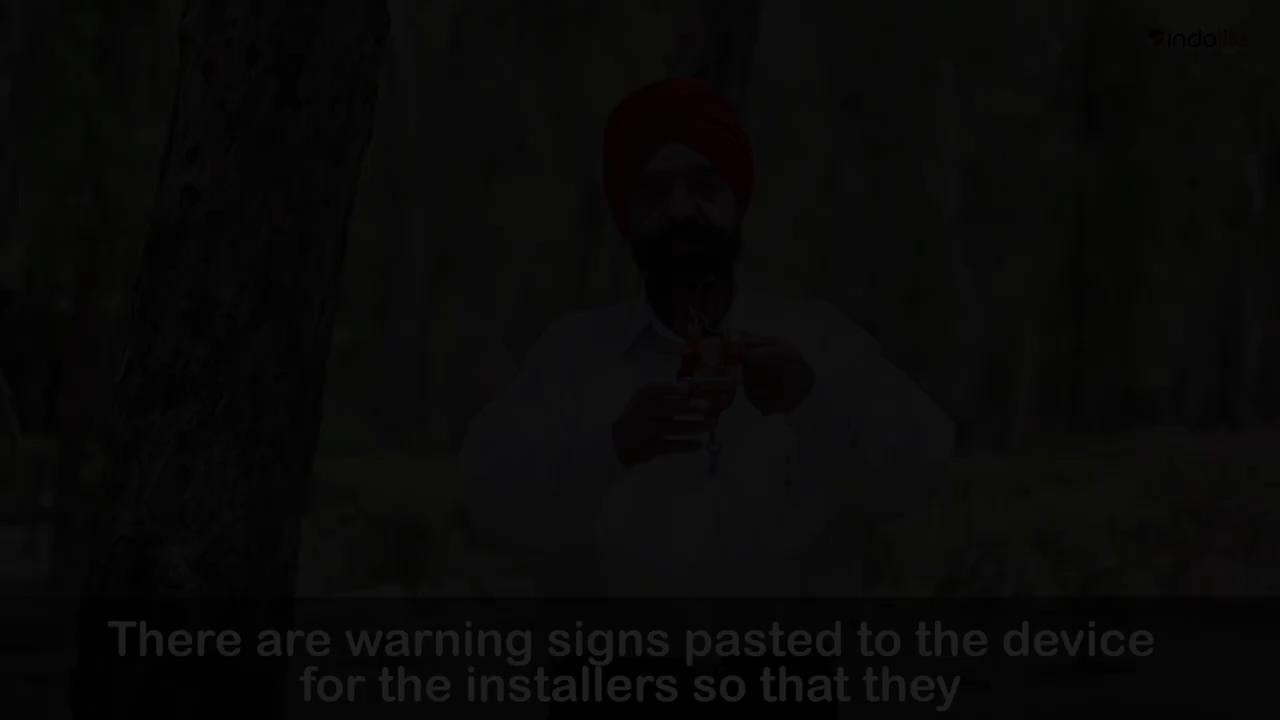 There are warning signs pasted to the device
for the installers so that they